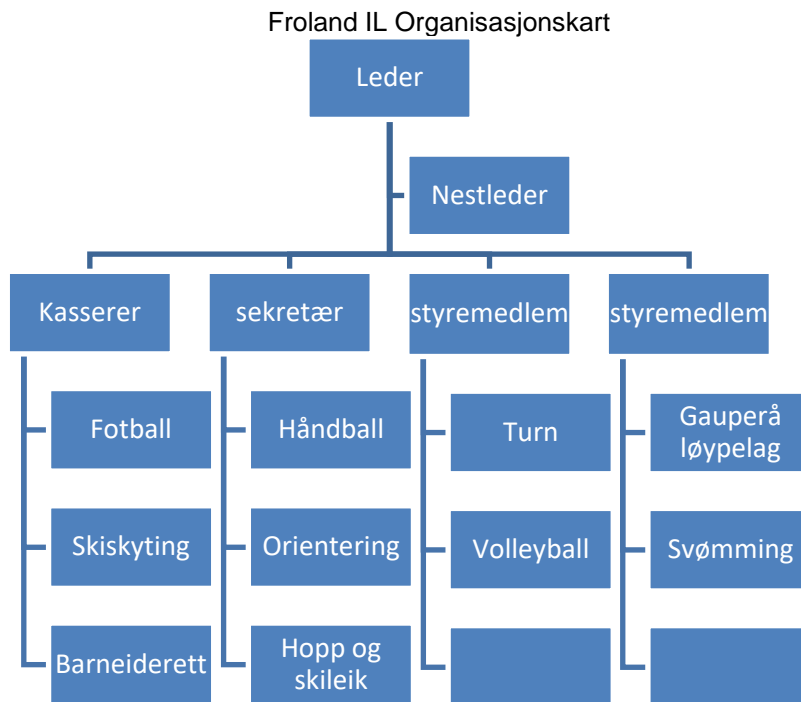 Froland IL Organisasjonskart
Leder
Nestleder
Kasserer
sekretær
styremedlem
styremedlem
Fotball
Håndball
Turn
Gauperå
løypelag
Skiskyting
Orientering
Volleyball
Svømming
Barneiderett
Hopp og
skileik